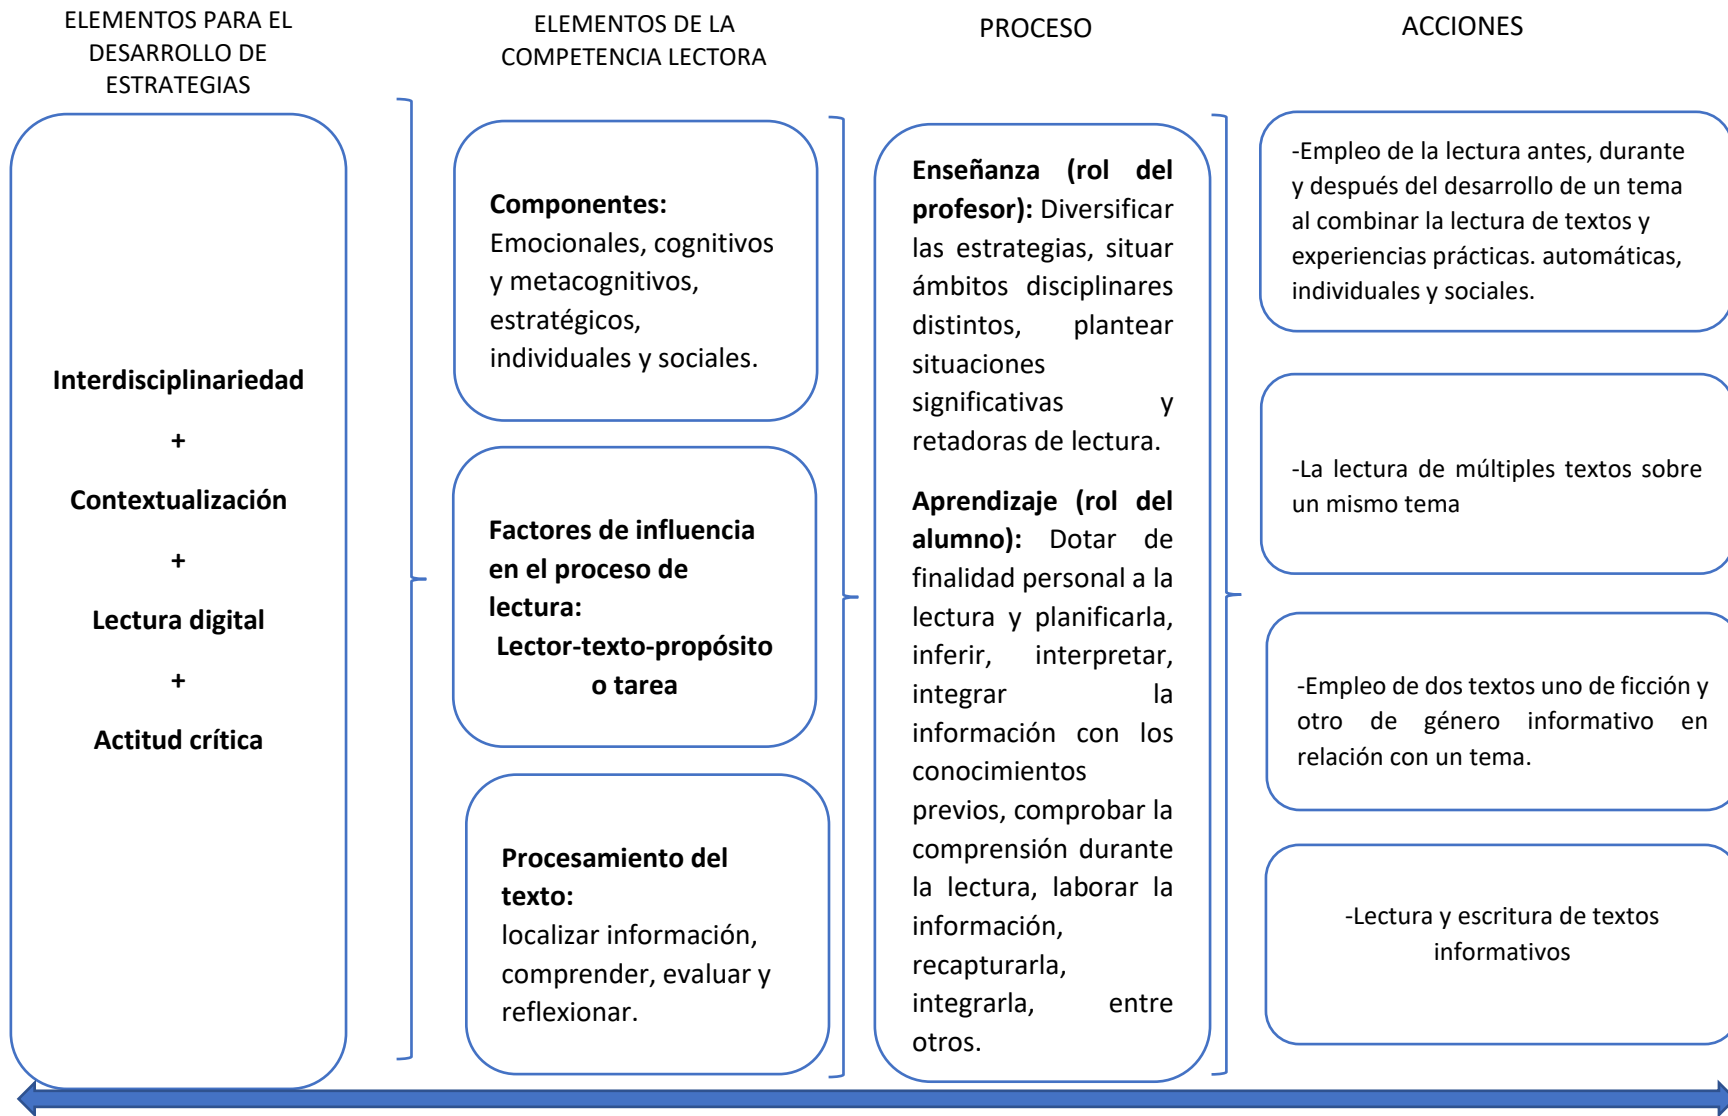 ELEMENTOS PARA EL
DESARROLLO DE
ESTRATEGIAS
Interdisciplinariedad
+
Contextualización
+
Lectura digital
+
Actitud crítica
ELEMENTOS DE LA
COMPETENCIA LECTORA
Componentes:
Emocionales, cognitivos
y metacognitivos,
estratégicos,
individuales y sociales.
Factores de influencia
en el proceso de
lectura:
Lector-texto-propósito
o tarea
Procesamiento del
texto:
localizar información,
comprender, evaluar y
reflexionar.
PROCESO
Enseñanza (rol del
profesor): Diversificar
las estrategias, situar
ámbitos disciplinares
distintos, plantear
situaciones
significativas y
retadoras de lectura.
Aprendizaje (rol del
alumno): Dotar de
finalidad personal a la
lectura y planificarla,
inferir, interpretar,
integrar la
información con los
conocimientos
previos, comprobar la
comprensión durante
la lectura, laborar la
información,
recapturarla,
integrarla, entre
otros.
ACCIONES
-Empleo de la lectura antes, durante
y después del desarrollo de un tema
al combinar la lectura de textos y
experiencias prácticas. automáticas,
individuales y sociales.
-La lectura de múltiples textos sobre
un mismo tema
-Empleo de dos textos uno de ficción y
otro de género informativo en
relación con un tema.
-Lectura y escritura de textos
informativos